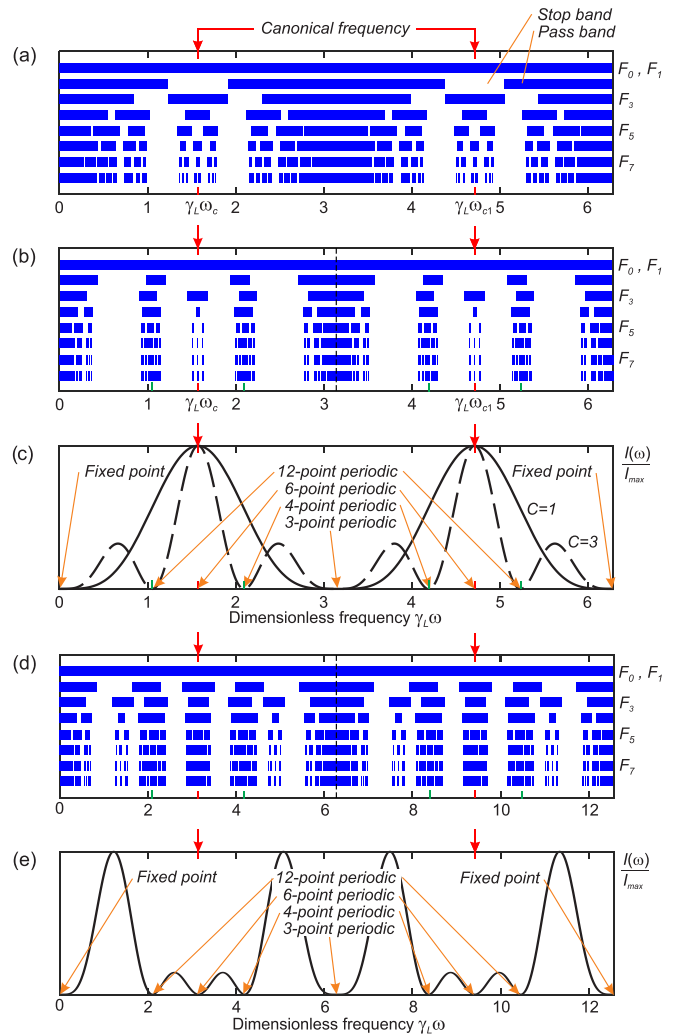 Canonical frequency
Stop band
Pass band
(a)
F0 , F1
F3
F5
F7
0 1 γLωc 2 3 4 γLωc1 5 6
(b)
F0 , F1
F3
F5
F7
0 1 γLωc 2 3 4 γLωc1 5 6
(c)
I(ω)
Imax
Fixed point
12-point periodic
6-point periodic
4-point periodic
3-point periodic
Fixed point
C=1
C=3
0 1 2 3 4 5 6
Dimensionless frequency γLω
(d)
F0 , F1
F3
F5
F7
0 2 4 6 8 10 12
(e)
I(ω)
Imax
Fixed point
12-point periodic
6-point periodic
4-point periodic
3-point periodic
Fixed point
0 2 4 6 8 10 12
Dimensionless frequency γLω